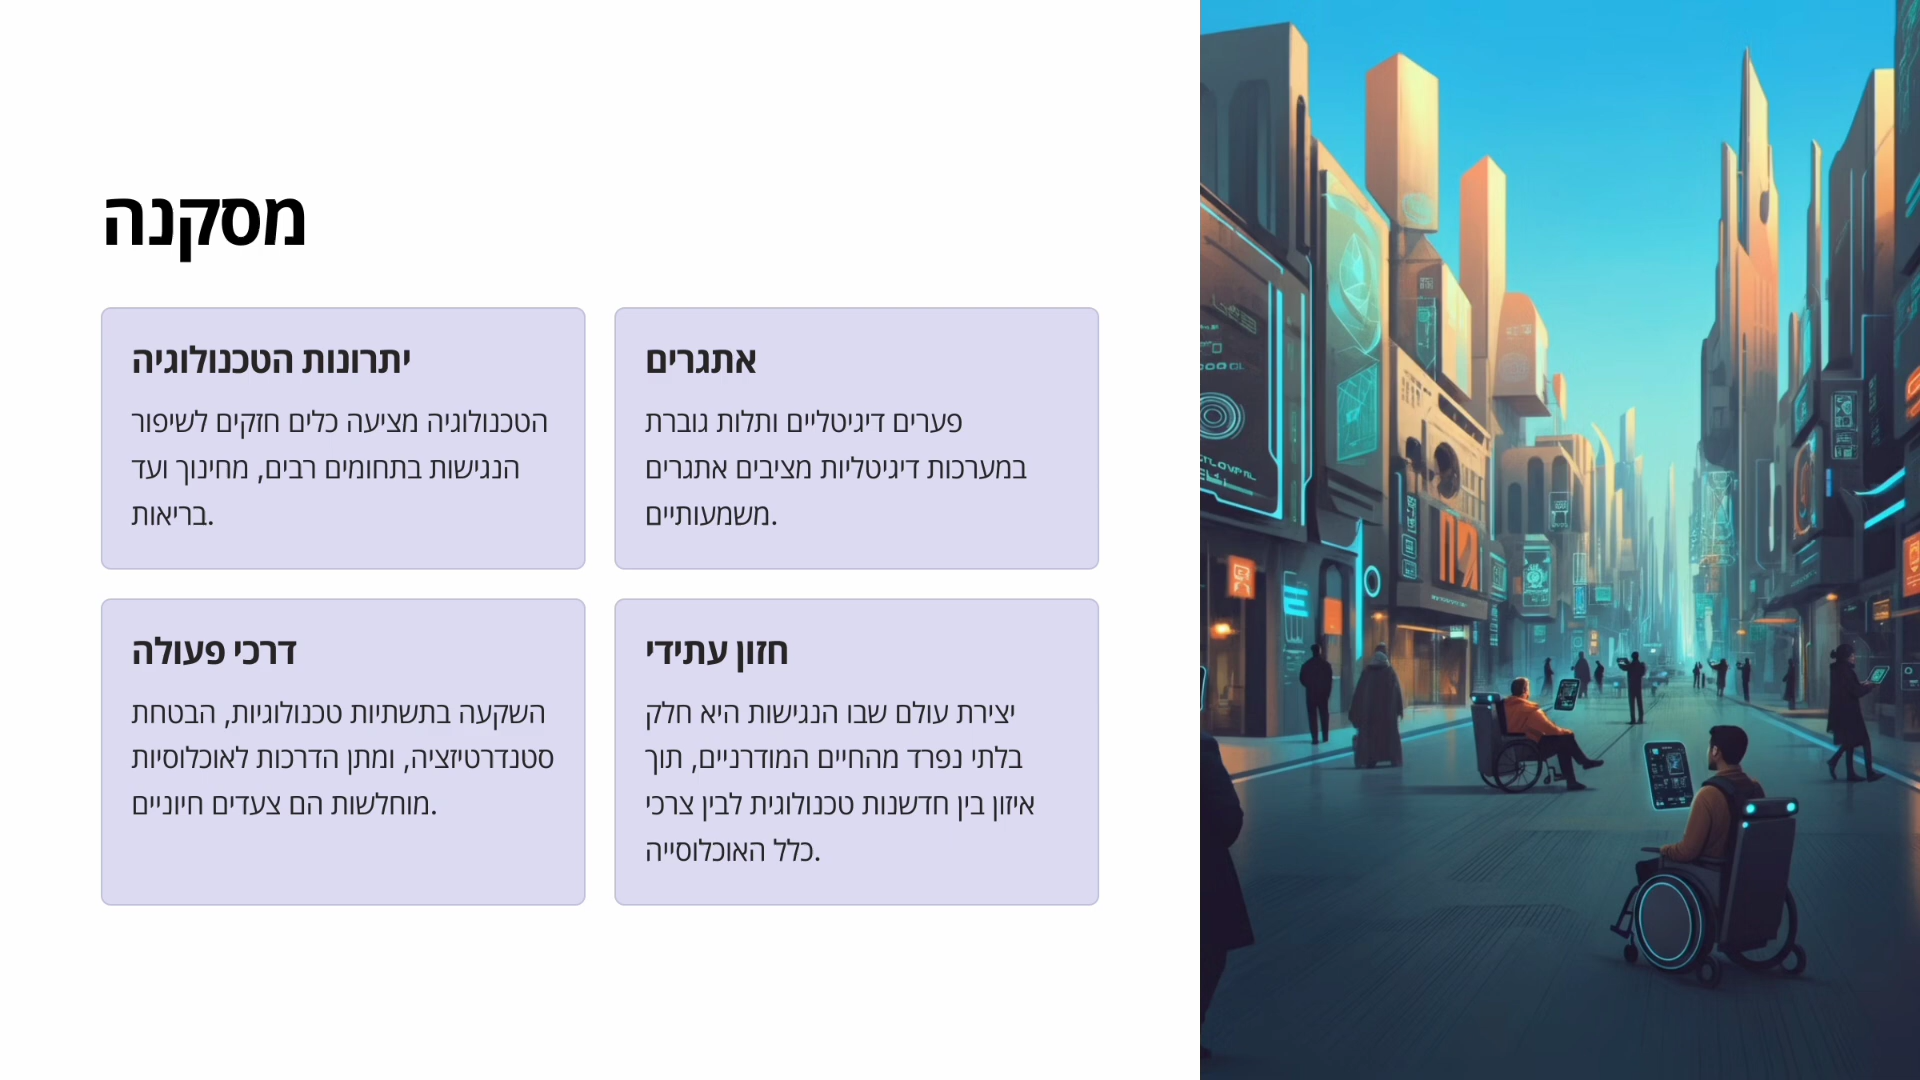 מסקנה
יתרונות הטכנולוגיה
הטכנולוגיה מציעה כלים חזקים לשיפור
הנגישות בתחומים רבים, מחינוך ועד
בריאות.
אתגרים
פערים דיגיטליים ותלות גוברת
במערכות דיגיטליות מציבים אתגרים
משמעותיים.
דרכי פעולה
השקעה בתשתיות טכנולוגיות, הבטחת
סטנדרטיזציה, ומתן הדרכות לאוכלוסיות
מוחלשות הם צעדים חיוניים.
חזון עתידי
יצירת עולם שבו הנגישות היא חלק
בלתי נפרד מהחיים המודרניים, תוך
איזון בין חדשנות טכנולוגית לבין צרכי
כלל האוכלוסייה.